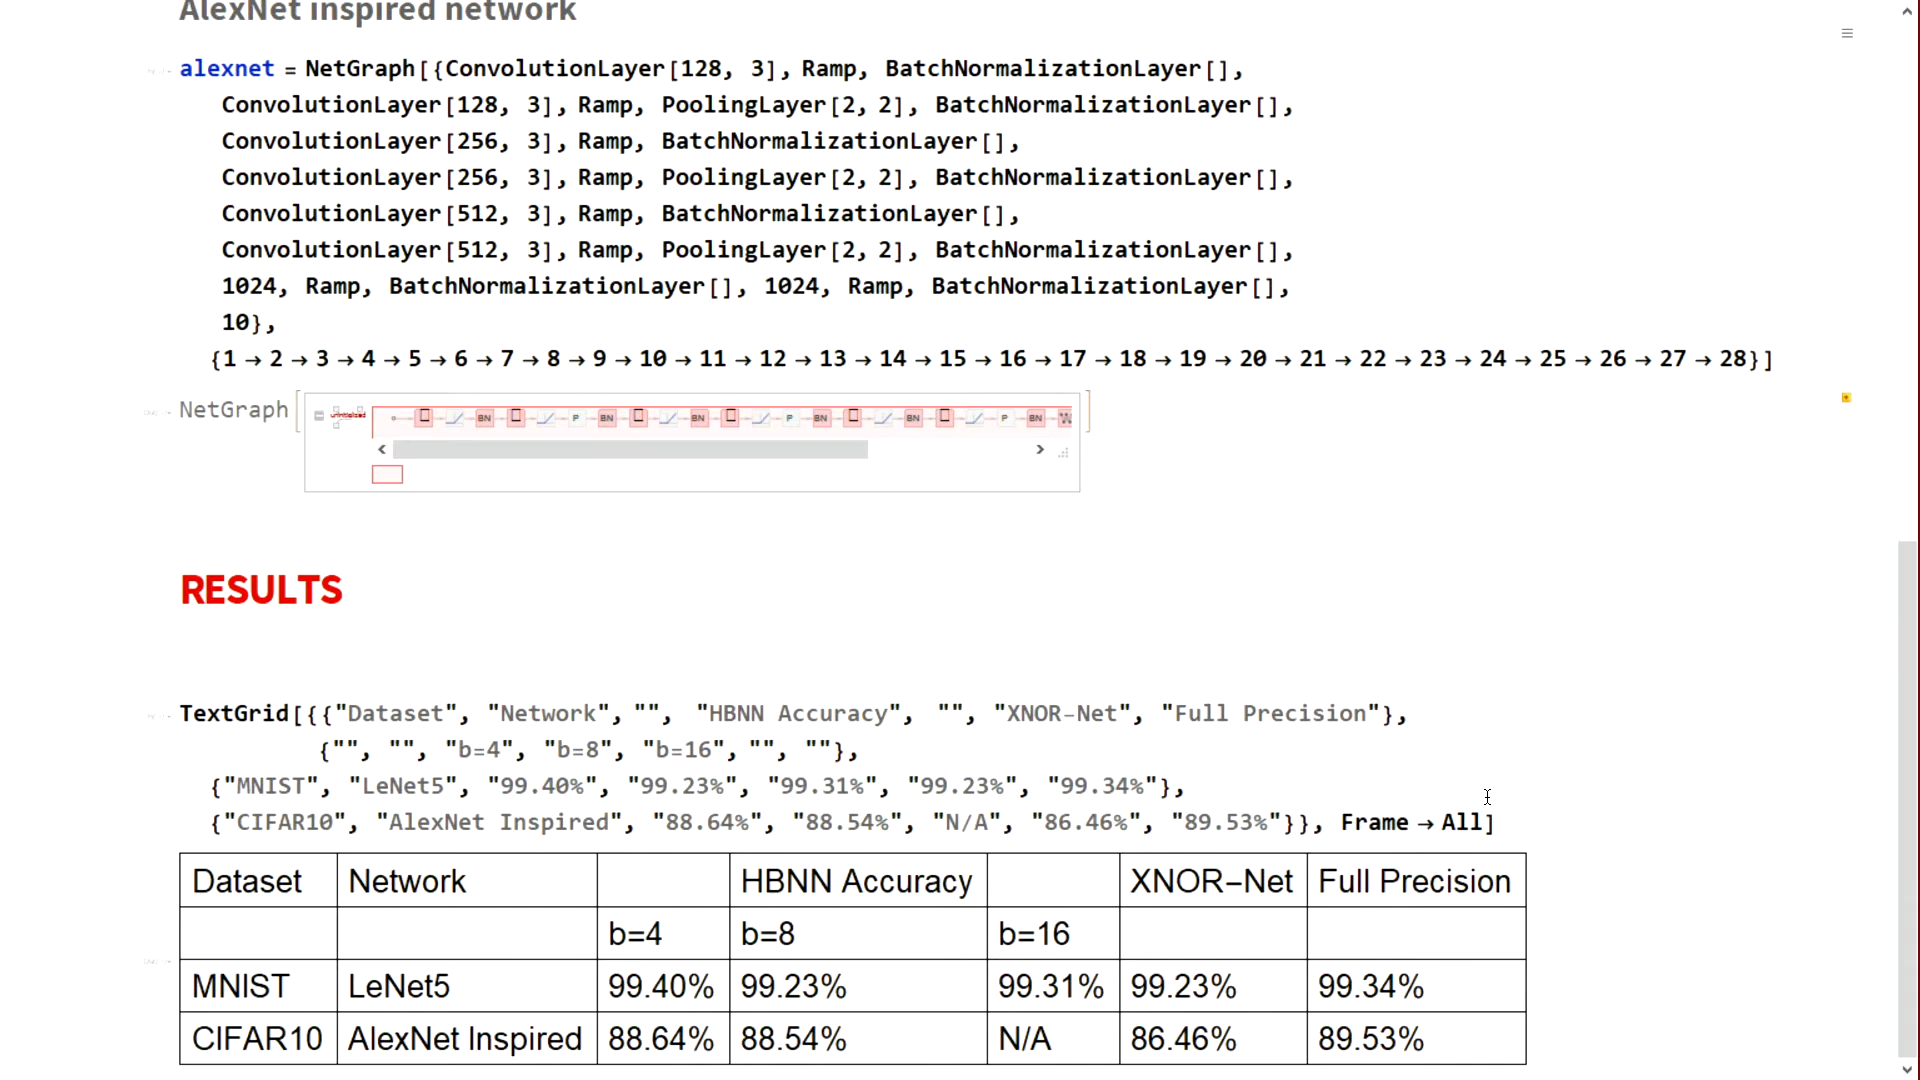 AlexNet inspired network
alexnet = NetGraph[{ConvolutionLayer[128, 3], Ramp, BatchNormalizationLayer[],
ConvolutionLayer[128, 3], Ramp, PoolingLayer[2, 2], BatchNormalizationLayer[],
ConvolutionLayer[256, 3], Ramp, BatchNormalizationLayer[],
ConvolutionLayer[256, 3], Ramp, PoolingLayer[2, 2], BatchNormalizationLayer[],
ConvolutionLayer[512, 3], Ramp, BatchNormalizationLayer[],
ConvolutionLayer[512, 3], Ramp, PoolingLayer[2, 2], BatchNormalizationLayer[],
1024, Ramp, BatchNormalizationLayer[], 1024, Ramp, BatchNormalizationLayer[],
10},
{1 → 2 → 3 → 4 → 5 → 6 → 7 → 8 → 9 → 10 → 11 → 12 → 13 → 14 → 15 → 16 → 17 → 18 → 19 → 20 → 21 → 22 → 23 → 24 → 25 → 26 → 27 → 28}]
NetGraph[ uninitialized BN P BN BN P BN BN P BN ]
RESULTS
TextGrid[{{"Dataset", "Network", "", "HBNN Accuracy", "", "XNOR-Net", "Full Precision"},
{"", "", "b=4", "b=8", "b=16", "", ""},
{"MNIST", "LeNet5", "99.40%", "99.23%", "99.31%", "99.23%", "99.34%"},
{"CIFAR10", "AlexNet Inspired", "88.64%", "88.54%", "N/A", "86.46%", "89.53%"}}, Frame → All]
Dataset Network HBNN Accuracy XNOR-Net Full Precision
b=4 b=8 b=16
MNIST LeNet5 99.40% 99.23% 99.31% 99.23% 99.34%
CIFAR10 AlexNet Inspired 88.64% 88.54% N/A 86.46% 89.53%